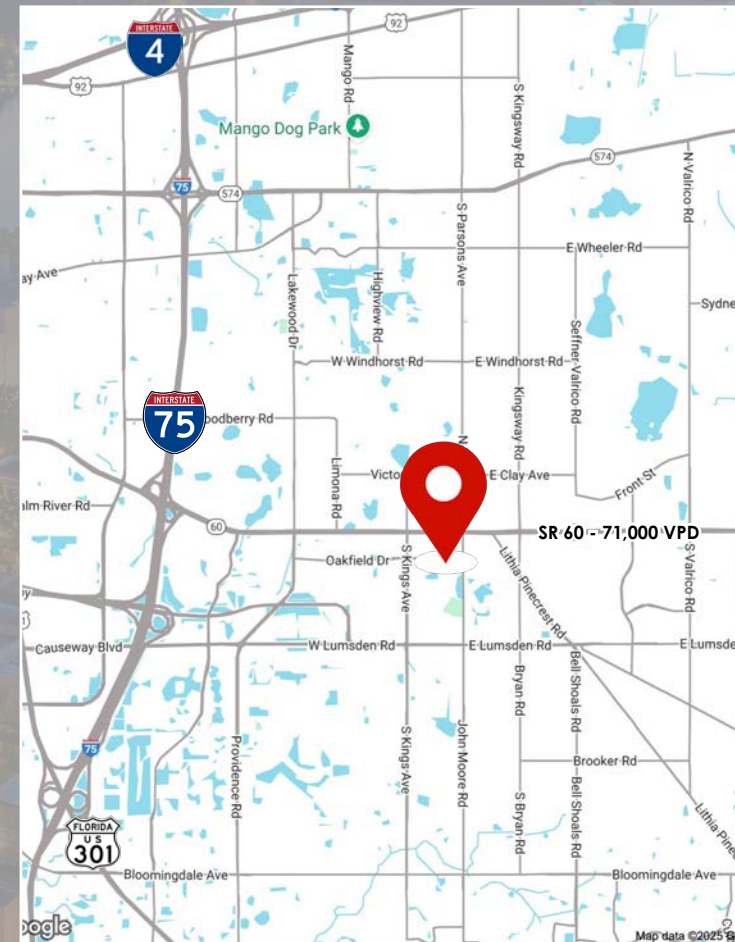 INTERSTATE
4
92
92
Mango Rd
S Kingsway Rd
Mango Dog Park
574
75
574
N Valrico Rd
S Parsons Ave
E Wheeler Rd
ay Ave
Lakewood Dr
Highview Rd
Sydne
Seffner-Valrico Rd
W Windhorst Rd
E Windhorst Rd
INTERSTATE
75
oodberry Rd
Kingsway Rd
N
Limona Rd
Victo
E Clay Ave
Front St
alm River Rd
60
SR 60 - 71,000 VPD
Oakfield Dr
S Kings Ave
Lithia Pinecrest Rd
S Valrico Rd
Causeway Blvd
W Lumsden Rd
E Lumsden Rd
E Lumsde
Bryan Rd
Bell Shoals Rd
75
Providence Rd
S Kings Ave
John Moore Rd
Brooker Rd
S Bryan Rd
Bell Shoals Rd
Lithia Pinec
FLORIDA
US
301
Bloomingdale Ave
Bloomingdale Ave
oogle
Map data ©2025 G